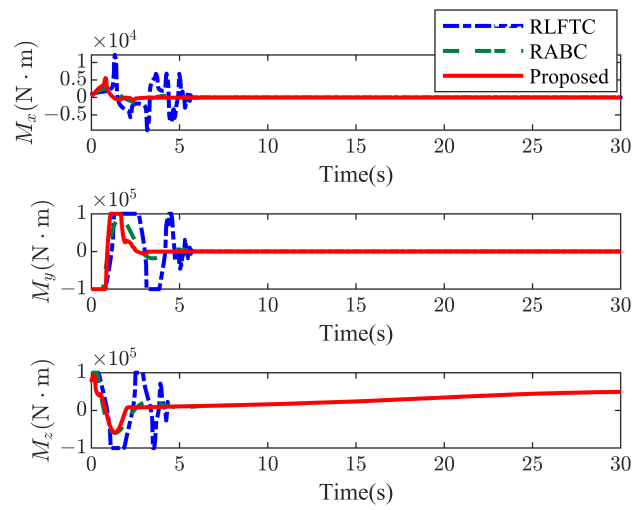 RLFTC
RABC
Proposed
×10^4
M_x(N · m)
1
0.5
0
−0.5
0 5 10 15 20 25 30
Time(s)
×10^5
M_y(N · m)
1
0
−1
0 5 10 15 20 25 30
Time(s)
×10^5
M_z(N · m)
1
0
−1
0 5 10 15 20 25 30
Time(s)